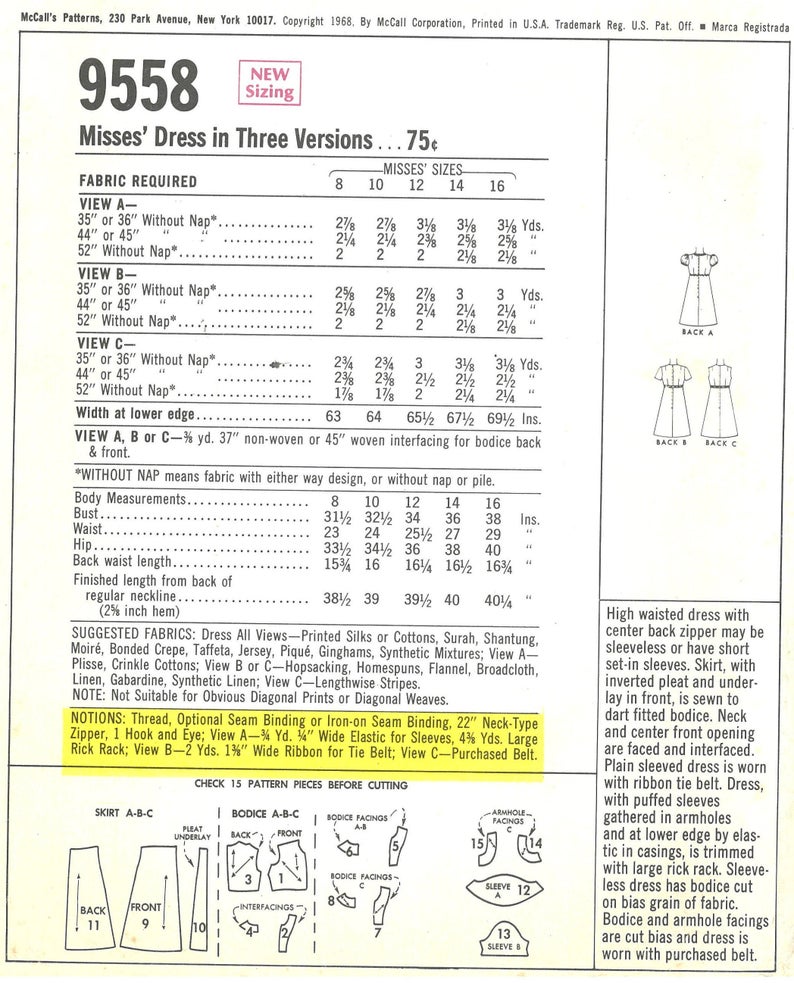 McCall's Patterns, 230 Park Avenue, New York 10017. Copyright 1968, By McCall Corporation, Printed in U.S.A. Trademark Reg. U.S. Pat. Off. ■ Marca Registrada
9558
NEW
Sizing
Misses' Dress in Three Versions...75¢
MISSES' SIZES
FABRIC REQUIRED 8 10 12 14 16
VIEW A—
35" or 36" Without Nap*.............. 2⅞ 2⅞ 3⅛ 3⅛ 3⅛ Yds.
44" or 45" " " .............. 2¼ 2¼ 2⅜ 2⅝ 2⅝ "
52" Without Nap*.................... 2 2 2 2⅛ 2⅛ "
VIEW B—
35" or 36" Without Nap*.............. 2⅝ 2⅝ 2⅞ 3 3 Yds.
44" or 45" " " .............. 2⅛ 2⅛ 2¼ 2¼ 2¼ "
52" Without Nap*.................... 2 2 2 2⅛ 2⅛ "
VIEW C—
35" or 36" Without Nap*.............. 2¾ 2¾ 3 3⅛ 3⅛ Yds.
44" or 45" " " .............. 2⅜ 2⅜ 2½ 2½ 2½ "
52" Without Nap*.................... 1⅞ 1⅞ 2 2¼ 2¼ "
Width at lower edge................. 63 64 65½ 67½ 69½ Ins.
VIEW A, B or C—⅜ yd. 37" non-woven or 45" woven interfacing for bodice back
& front.
*WITHOUT NAP means fabric with either way design, or without nap or pile.
Body Measurements.................. 8 10 12 14 16
Bust.............................. 31½ 32½ 34 36 38 Ins.
Waist............................. 23 24 25½ 27 29 "
Hip............................... 33½ 34½ 36 38 40 "
Back waist length................... 15¾ 16 16¼ 16½ 16¾ "
Finished length from back of
regular neckline.................... 38½ 39 39½ 40 40¼ "
(2⅝ inch hem)
SUGGESTED FABRICS: Dress All Views—Printed Silks or Cottons, Surah, Shantung,
Moiré, Bonded Crepe, Taffeta, Jersey, Piqué, Ginghams, Synthetic Mixtures; View A—
Plisse, Crinkle Cottons; View B or C—Hopsacking, Homespuns, Flannel, Broadcloth,
Linen, Gabardine, Synthetic Linen; View C—Lengthwise Stripes.
NOTE: Not Suitable for Obvious Diagonal Prints or Diagonal Weaves.
NOTIONS: Thread, Optional Seam Binding or Iron-on Seam Binding, 22" Neck-Type
Zipper, 1 Hook and Eye; View A—¾ Yd. ¼" Wide Elastic for Sleeves, 4⅜ Yds. Large
Rick Rack; View B—2 Yds. 1⅜" Wide Ribbon for Tie Belt; View C—Purchased Belt.
BACK A
BACK B BACK C
High waisted dress with
center back zipper may be
sleeveless or have short
set-in sleeves. Skirt, with
inverted pleat and under-
lay in front, is sewn to
dart fitted bodice. Neck
and center front opening
are faced and interfaced.
Plain sleeved dress is worn
with ribbon tie belt. Dress,
with puffed sleeves
gathered in armholes
and at lower edge by elas-
tic in casings, is trimmed
with large rick rack. Sleeve-
less dress has bodice cut
on bias grain of fabric.
Bodice and armhole facings
are cut bias and dress is
worn with purchased belt.
CHECK 15 PATTERN PIECES BEFORE CUTTING
SKIRT A-B-C
PLEAT
UNDERLAY
BACK
11
FRONT
9
10
BODICE A-B-C
BACK FRONT
3 1
INTERFACINGS
4 2
BODICE FACINGS
A-B
6 5
BODICE FACINGS
C
8
7
ARMHOLE
FACINGS
C
15 14
SLEEVE
A 12
13
SLEEVE B